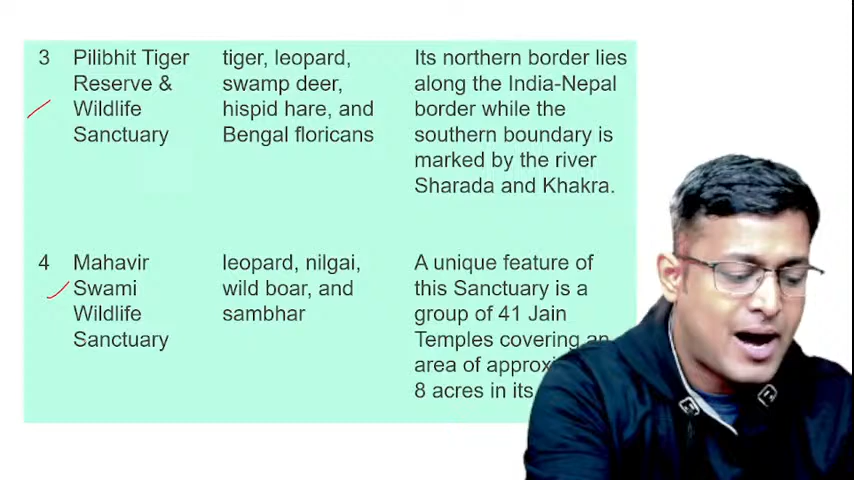 3 Pilibhit Tiger tiger, leopard, Its northern border lies
Reserve & swamp deer, along the India-Nepal
Wildlife hispid hare, and border while the
Sanctuary Bengal floricans southern boundary is
marked by the river
Sharada and Khakra.
4 Mahavir leopard, nilgai, A unique feature of
Swami wild boar, and this Sanctuary is a
Wildlife sambhar group of 41 Jain
Sanctuary Temples covering an
area of
8 acres in its